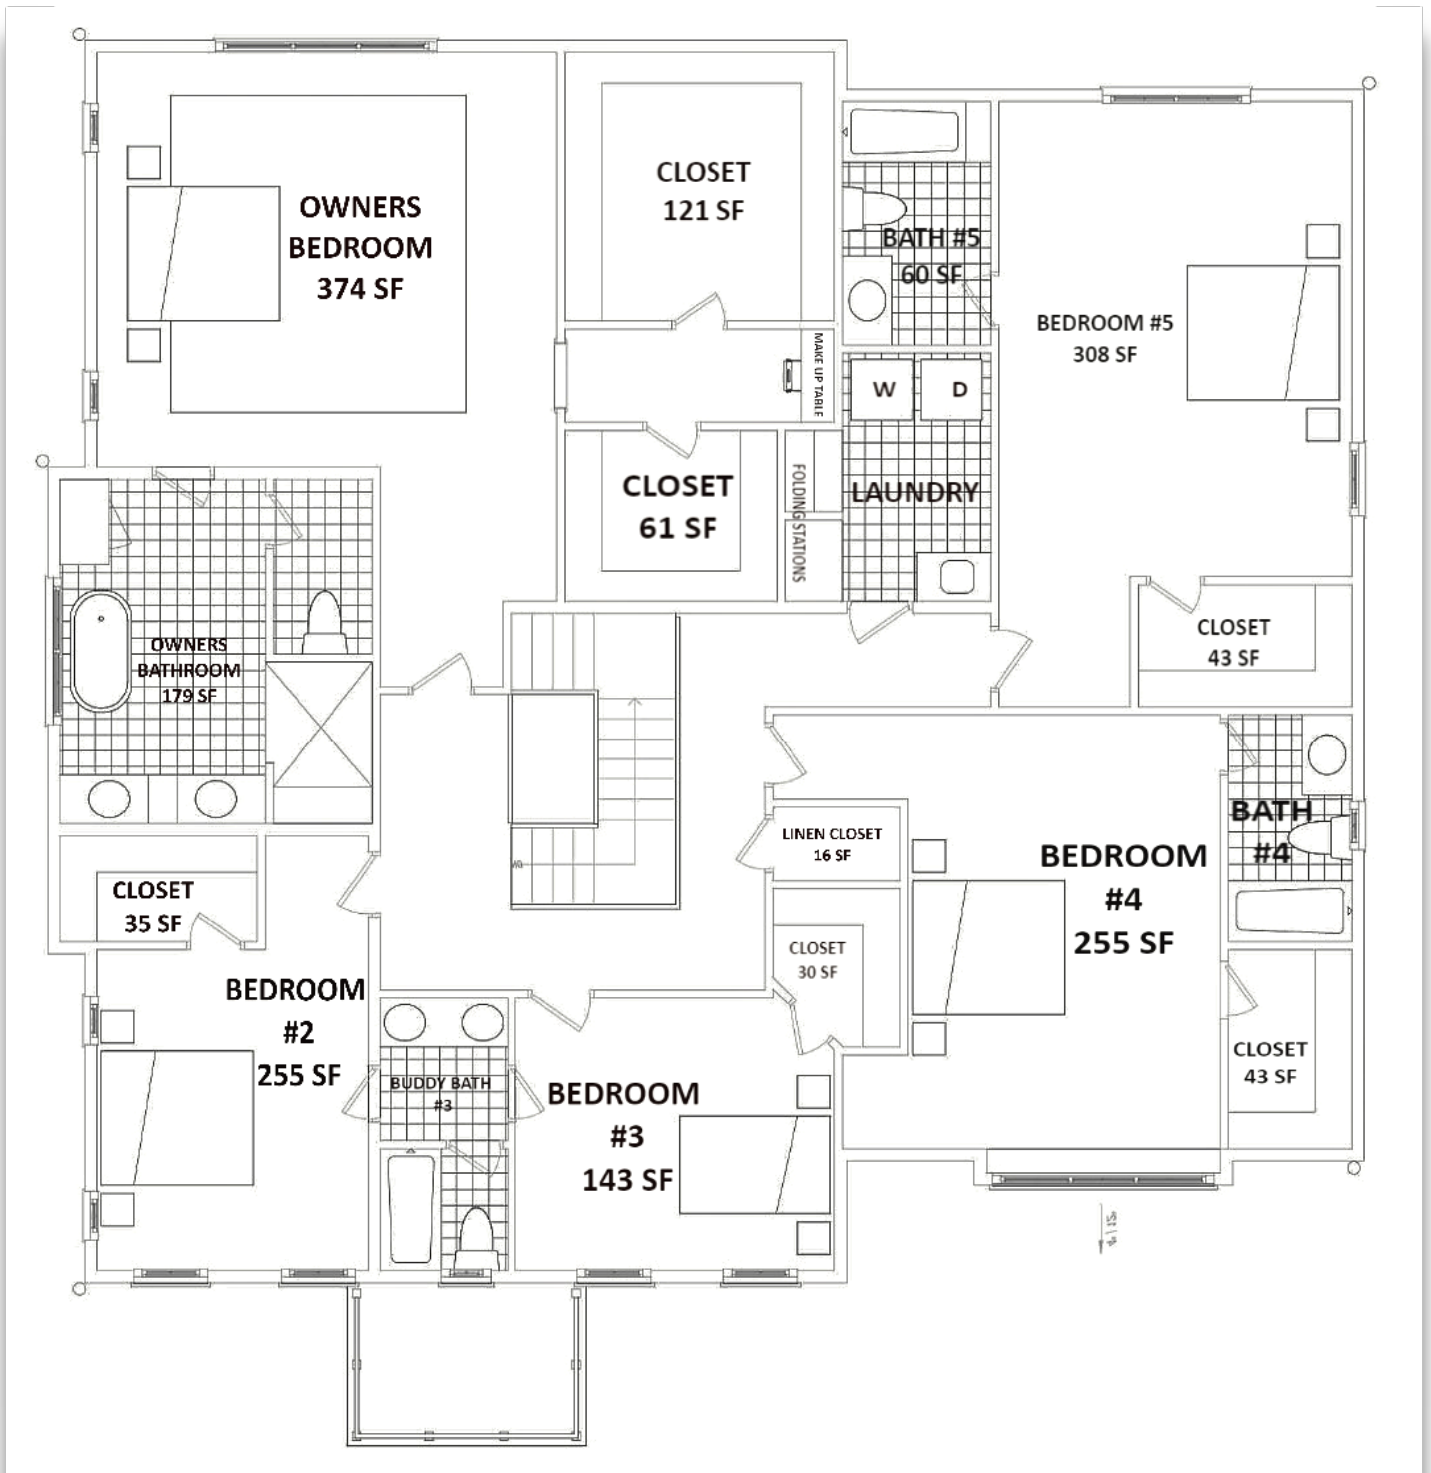 OWNERS
BEDROOM
374 SF
CLOSET
121 SF
BATH #5
60 SF
BEDROOM #5
308 SF
MAKE UP TABLE
W
D
CLOSET
61 SF
FOLDING STATIONS
LAUNDRY
OWNERS
BATHROOM
179 SF
CLOSET
43 SF
LINEN CLOSET
16 SF
BATH
#4
BEDROOM
#4
255 SF
CLOSET
35 SF
CLOSET
30 SF
BEDROOM
#2
255 SF
CLOSET
43 SF
BUDDY BATH
#3
BEDROOM
#3
143 SF